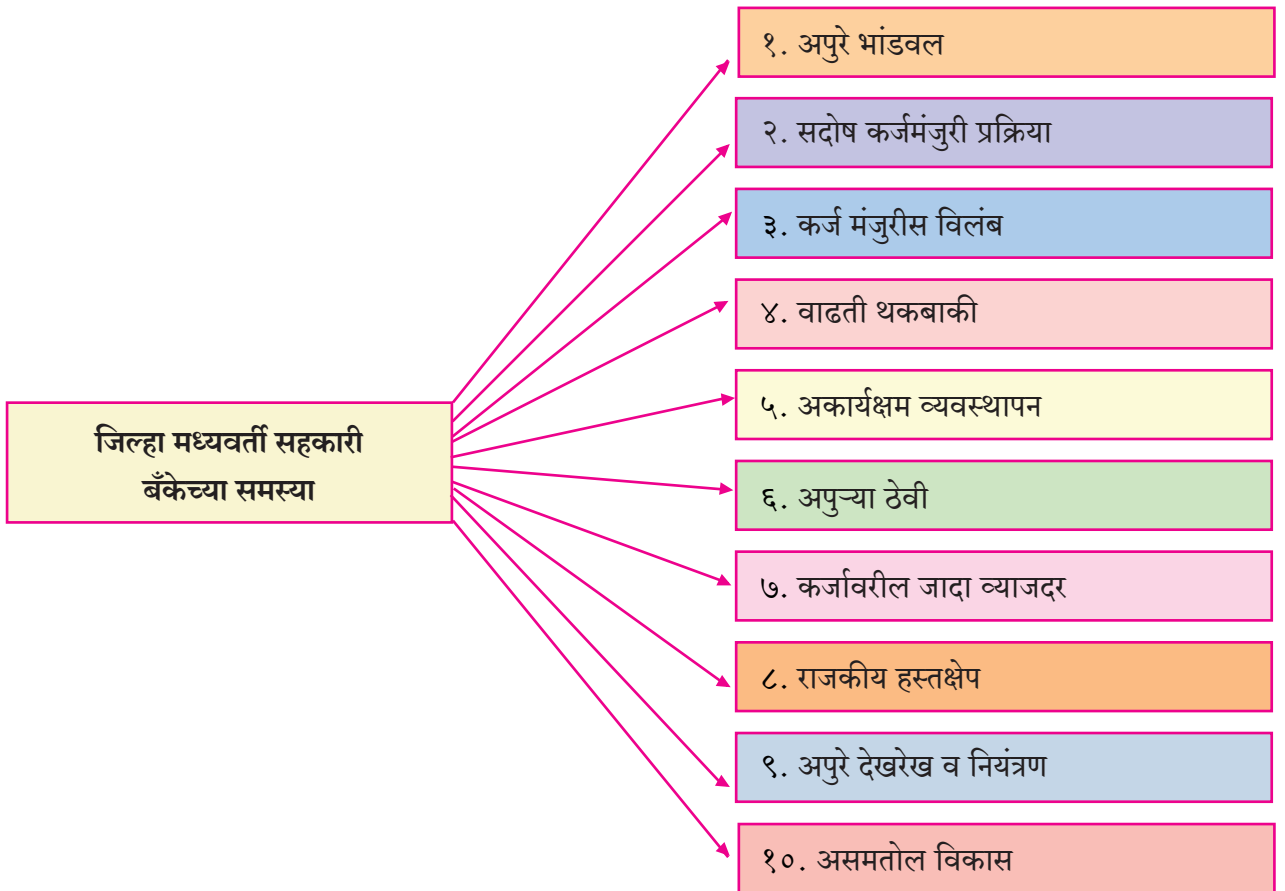 जिल्हा मध्यवर्ती सहकारी
बँकेच्या समस्या
१. अपुरे भांडवल
२. सदोष कर्जमंजुरी प्रक्रिया
३. कर्ज मंजुरीस विलंब
४. वाढती थकबाकी
५. अकार्यक्षम व्यवस्थापन
६. अपुऱ्या ठेवी
७. कर्जावरील जादा व्याजदर
८. राजकीय हस्तक्षेप
९. अपुरे देखरेख व नियंत्रण
१०. असमतोल विकास